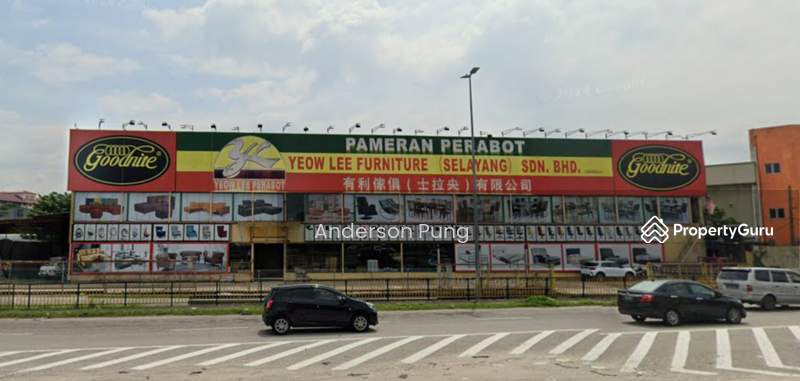 PAMERAN PERABOT
Goodnite
YK
YEOW LEE PERABOT
YEOW LEE FURNITURE (SELAYANG) SDN. BHD.
有利傢俱(士拉央)有限公司
Goodnite
Anderson Pung
PropertyGuru